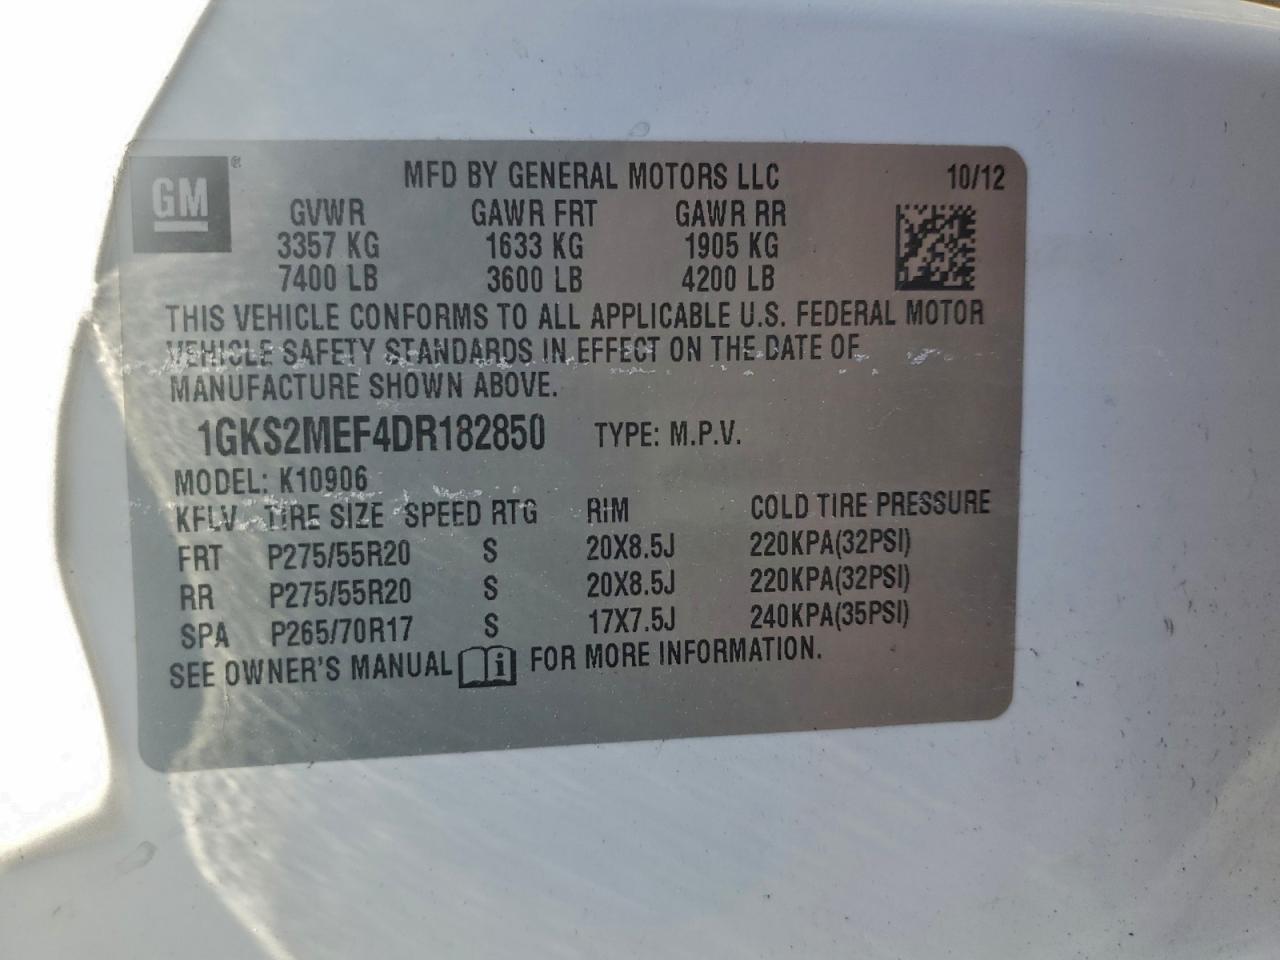 GM®
MFD BY GENERAL MOTORS LLC 10/12
GVWR GAWR FRT GAWR RR
3357 KG 1633 KG 1905 KG
7400 LB 3600 LB 4200 LB
THIS VEHICLE CONFORMS TO ALL APPLICABLE U.S. FEDERAL MOTOR
VEHICLE SAFETY STANDARDS IN EFFECT ON THE DATE OF
MANUFACTURE SHOWN ABOVE.
1GKS2MEF4DR182850 TYPE: M.P.V.
MODEL: K10906
KFLV TIRE SIZE SPEED RTG RIM COLD TIRE PRESSURE
FRT P275/55R20 S 20X8.5J 220KPA(32PSI)
RR P275/55R20 S 20X8.5J 220KPA(32PSI)
SPA P265/70R17 S 17X7.5J 240KPA(35PSI)
SEE OWNER'S MANUAL i FOR MORE INFORMATION.